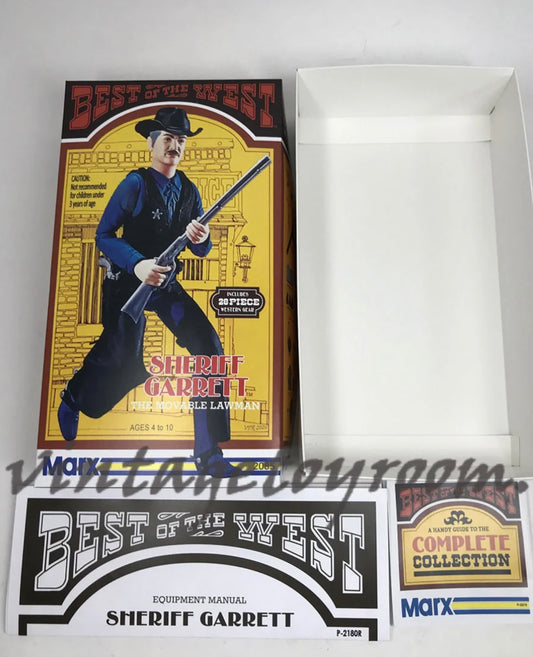 BEST OF THE WEST
CAUTION:
Not recommended
for children under
3 years of age
INCLUDES
28 PIECE
WESTERN GEAR
SHERIFF
GARRETT
THE MOVABLE LAWMAN
AGES 4 to 10
Marx
vintagetoyroom.
BEST OF THE WEST
EQUIPMENT MANUAL
SHERIFF GARRETT
P-2180R
BEST OF THE WEST
A HANDY GUIDE TO THE
COMPLETE
COLLECTION
Marx